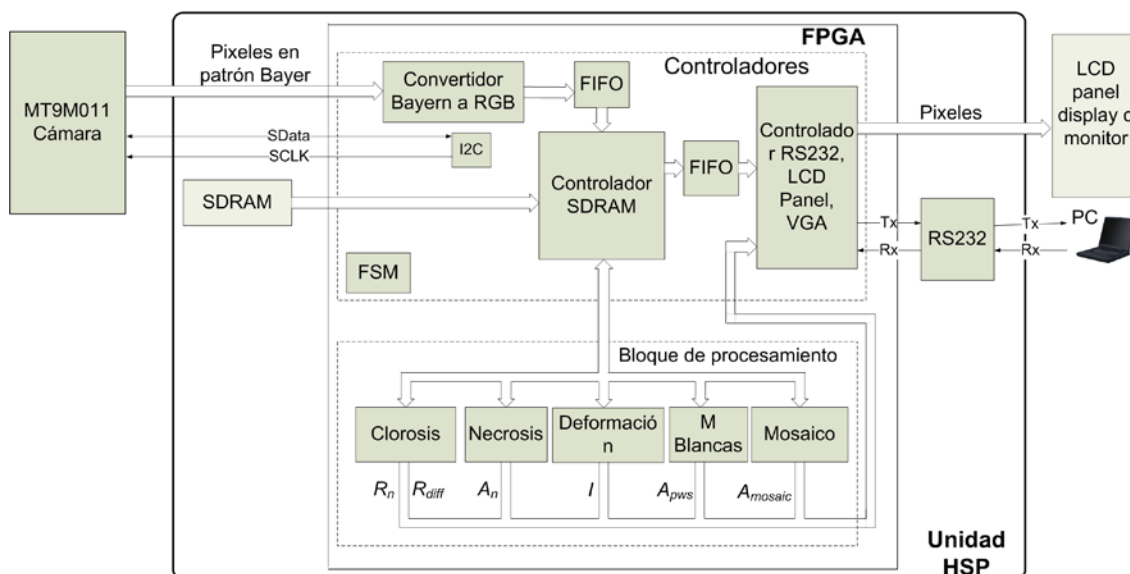 FPGA
Pixeles en
patrón Bayer
Controladores
MT9M011
Cámara
Convertidor
Bayern a RGB
FIFO
LCD
panel
display o
monitor
SData
SCLK
I2C
Controlador
SDRAM
FIFO
Controlado
r RS232,
LCD
Panel,
VGA
Pixeles
SDRAM
Tx
Rx
RS232
Tx
Rx
PC
FSM
Bloque de procesamiento
Clorosis
Necrosis
Deformació
n
M
Blancas
Mosaico
Rn
Rdiff
An
I
Apws
Amosaic
Unidad
HSP